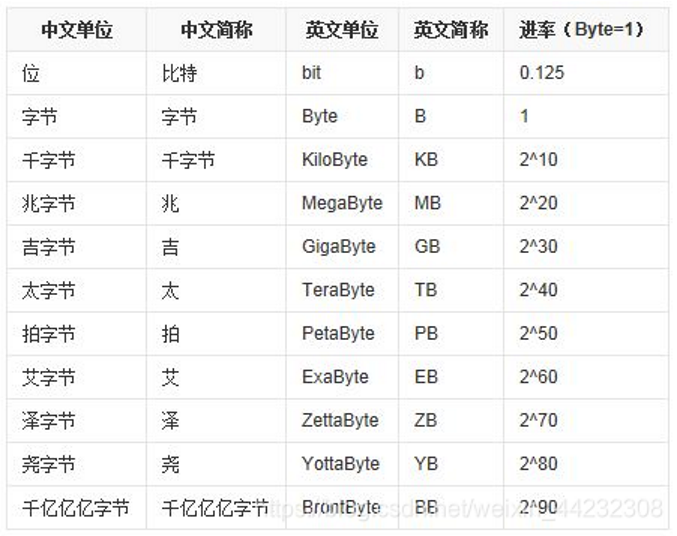 中文单位 中文简称 英文单位 英文简称 进率（Byte=1）
位 比特 bit b 0.125
字节 字节 Byte B 1
千字节 千字节 KiloByte KB 2^10
兆字节 兆 MegaByte MB 2^20
吉字节 吉 GigaByte GB 2^30
太字节 太 TeraByte TB 2^40
拍字节 拍 PetaByte PB 2^50
艾字节 艾 ExaByte EB 2^60
泽字节 泽 ZettaByte ZB 2^70
尧字节 尧 YottaByte YB 2^80
千亿亿亿字节 千亿亿亿字节 BrontByte BB 2^90